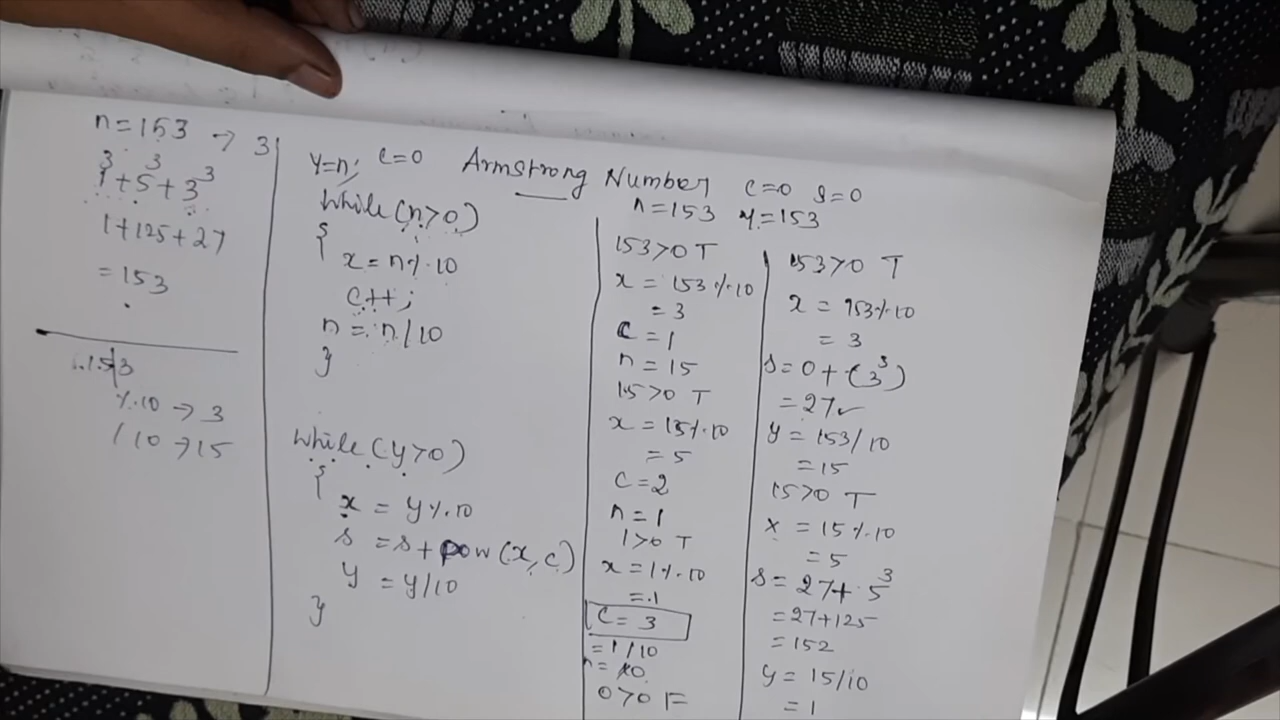 n=153 → 3
1³+5³+3³
1+125+27
=153
153
%10 → 3
/10 → 15
Armstrong Number
y=n; c=0
while(n>0)
{
x=n%10
c++;
n=n/10
}
while(y>0)
{
x = y%10
s = s+pow(x,c)
y = y/10
}
c=0 s=0
n=153 y=153
153>0 T
x = 153%10
= 3
c = 1
n = 15
15>0 T
x = 15%10
= 5
c = 2
n = 1
1>0 T
x = 1%10
= 1
c = 3
= 1/10
n = 0
0>0 F
153>0 T
x = 153%10
= 3
s = 0+(3³)
= 27
y = 153/10
= 15
15>0 T
x = 15%10
= 5
s = 27+5³
= 27+125
= 152
y = 15/10
= 1